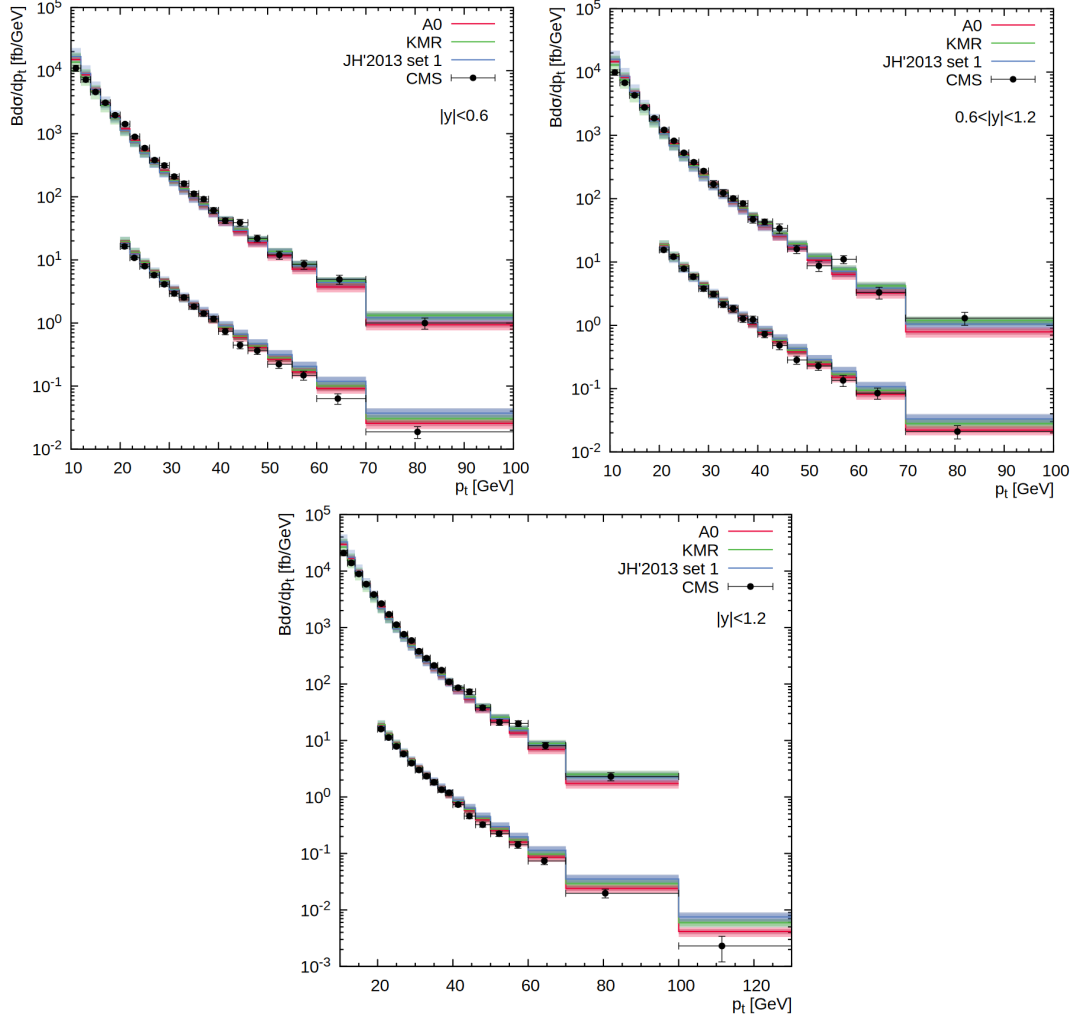 Bdσ/dpt [fb/GeV]
10^5
10^4
10^3
10^2
10^1
10^0
10^-1
10^-2
A0
KMR
JH'2013 set 1
CMS
|y|<0.6
10 20 30 40 50 60 70 80 90 100
pt [GeV]
Bdσ/dpt [fb/GeV]
10^5
10^4
10^3
10^2
10^1
10^0
10^-1
10^-2
A0
KMR
JH'2013 set 1
CMS
0.6<|y|<1.2
10 20 30 40 50 60 70 80 90 100
pt [GeV]
Bdσ/dpt [fb/GeV]
10^5
10^4
10^3
10^2
10^1
10^0
10^-1
10^-2
10^-3
A0
KMR
JH'2013 set 1
CMS
|y|<1.2
20 40 60 80 100 120
pt [GeV]